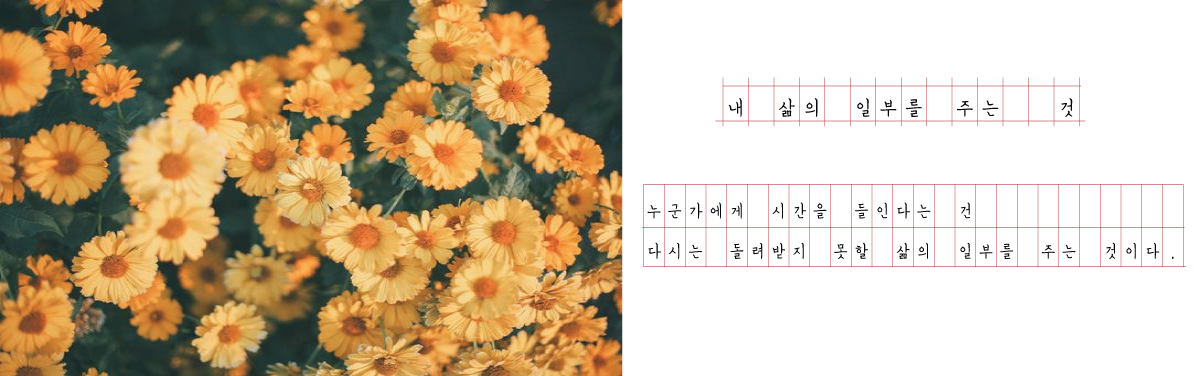 내 삶의 일부를 주는 것
누군가에게 시간을 들인다는 건
다시는 돌려받지 못할 삶의 일부를 주는 것이다.